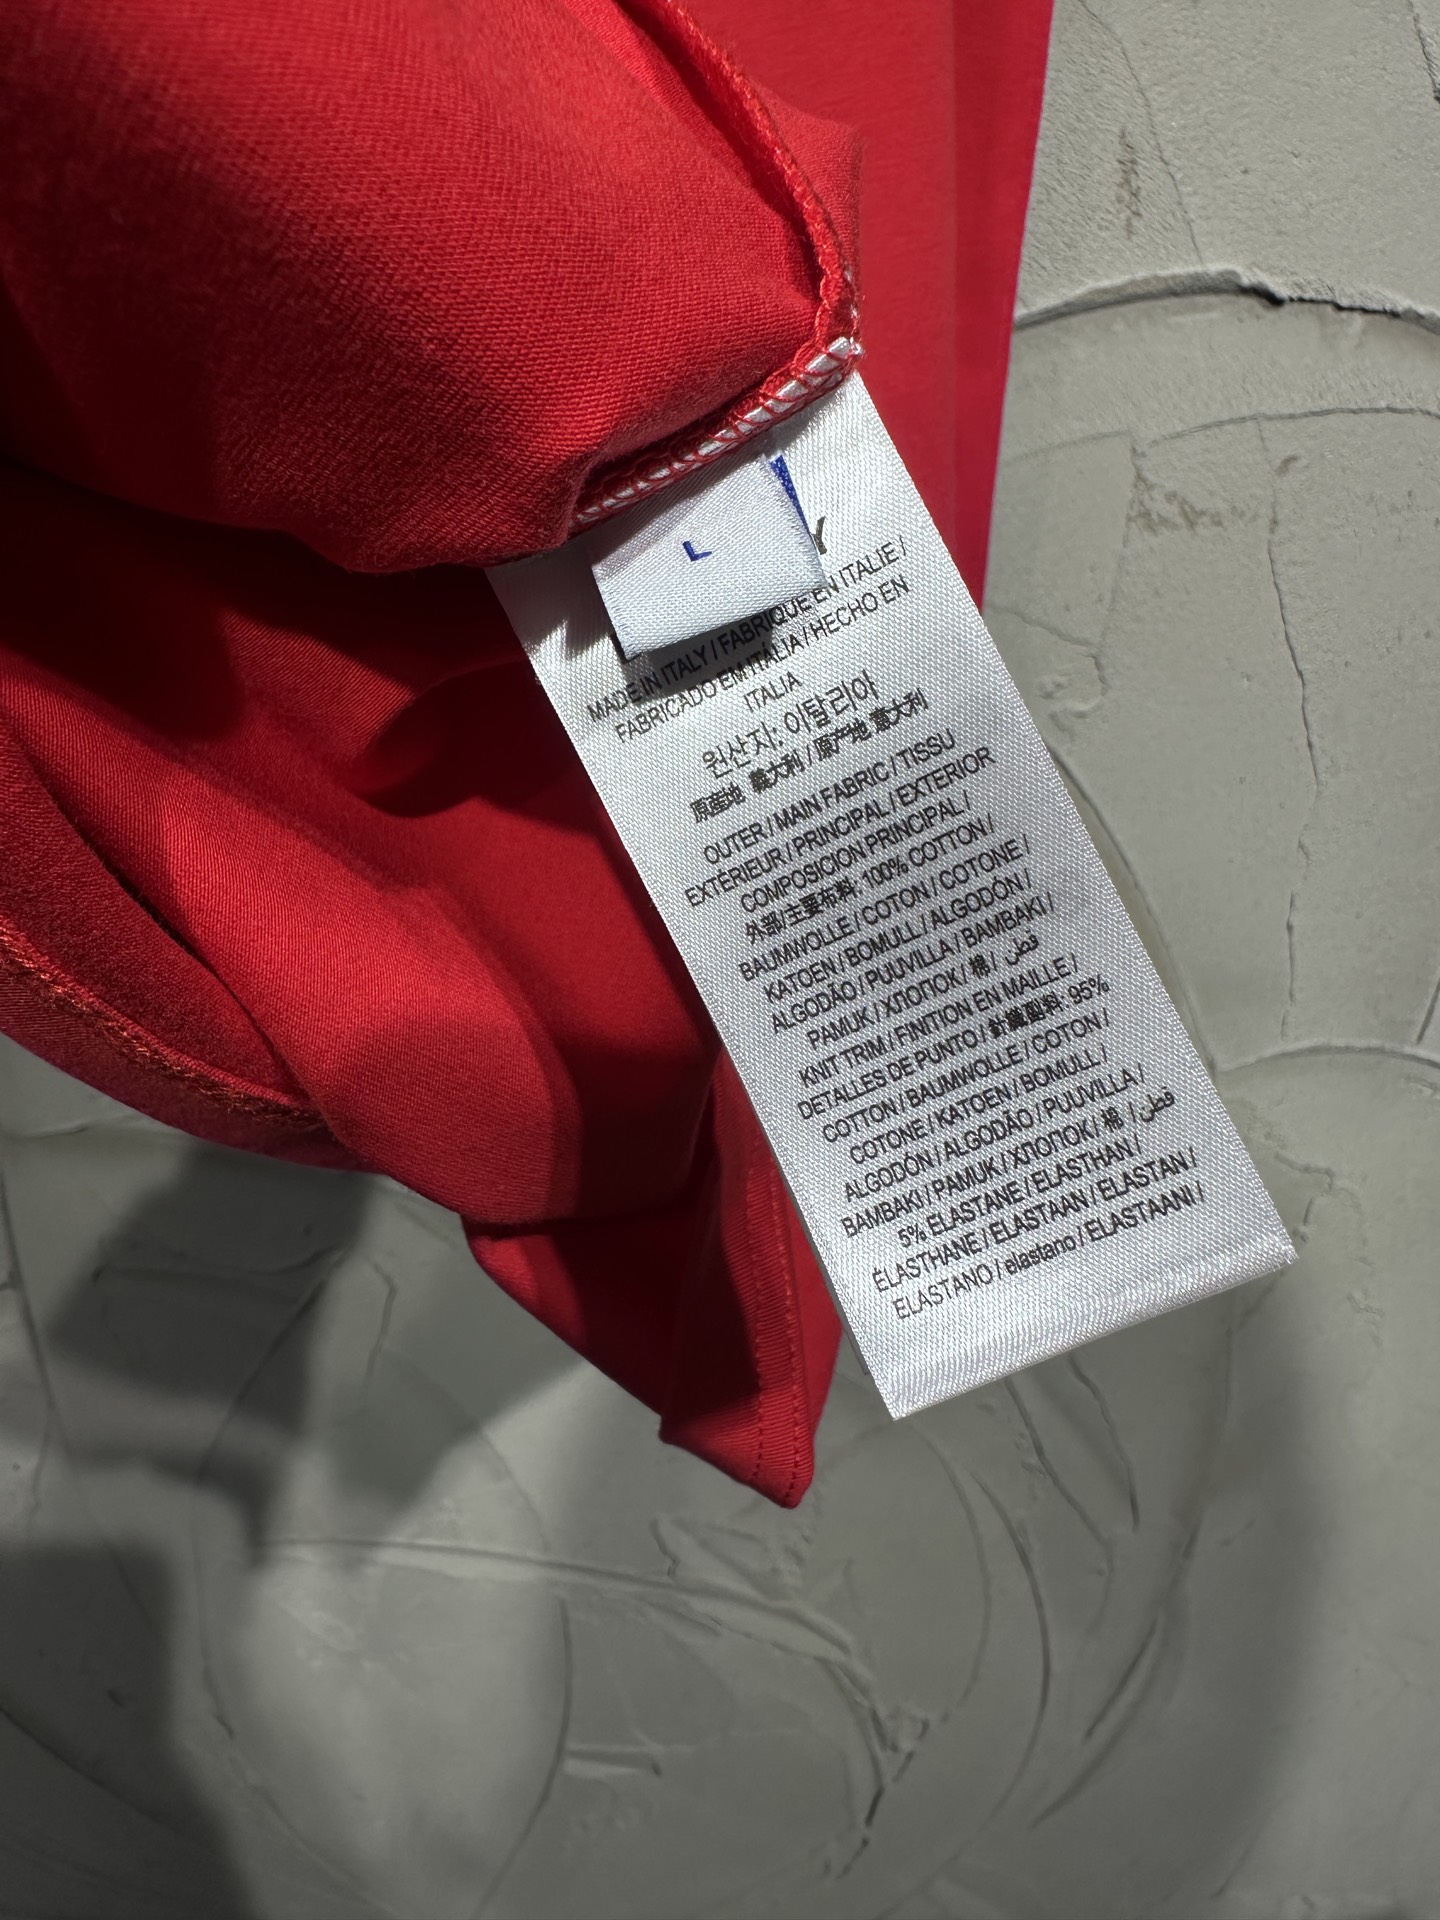 L
Y
MADE IN ITALY / FABRIQUE EN ITALIE /
FABRICADO EM ITÁLIA / HECHO EN
ITALIA
원산지: 이탈리아
原産地 義大利 / 原产地 意大利
OUTER / MAIN FABRIC / TISSU
EXTERIEUR / PRINCIPAL / EXTERIOR
COMPOSICION PRINCIPAL /
外部/主要布料: 100% COTTON /
BAUMWOLLE / COTON / COTONE /
KATOEN / BOMULL / ALGODÓN /
ALGODÃO / PUUVILLA / BAMBAKI /
PAMUK / ХЛОПОК / 棉 / قطن
KNIT TRIM / FINITION EN MAILLE /
DETALLES DE PUNTO / 針織面料: 95%
COTTON / BAUMWOLLE / COTON /
COTONE / KATOEN / BOMULL /
ALGODÓN / ALGODÃO / PUUVILLA /
BAMBAKI / PAMUK / ХЛОПОК / 棉 / قطن
5% ELASTANE / ELASTHAN /
ÉLASTHANE / ELASTAAN / ELASTAN /
ELASTANO / elastano / ELASTAANI /